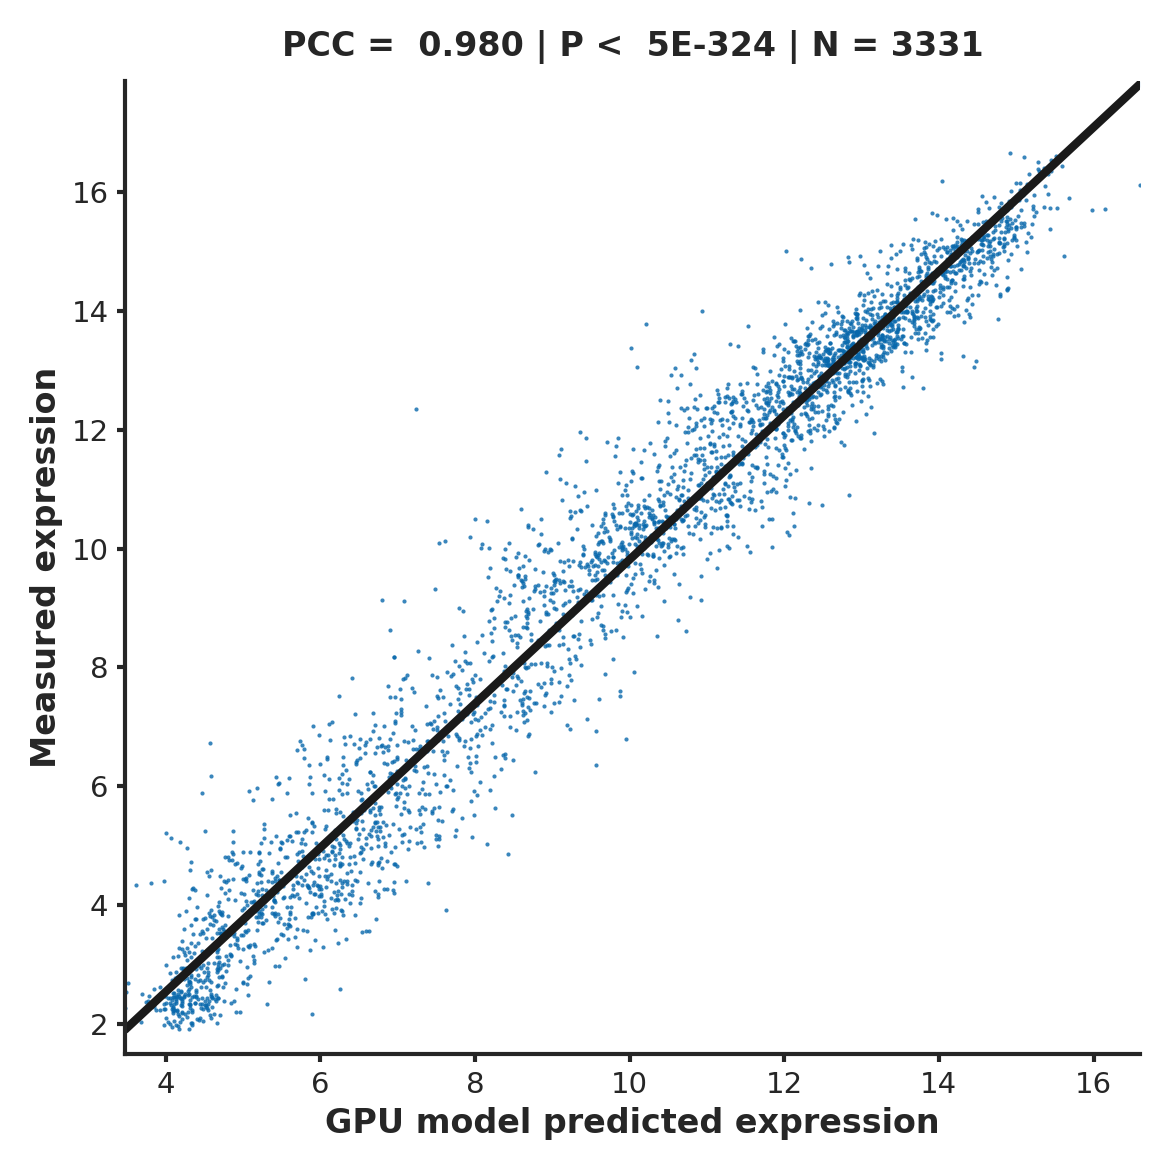 PCC =  0.980 | P <  5E-324 | N = 3331
Measured expression
16
14
12
10
8
6
4
2
4 6 8 10 12 14 16
GPU model predicted expression